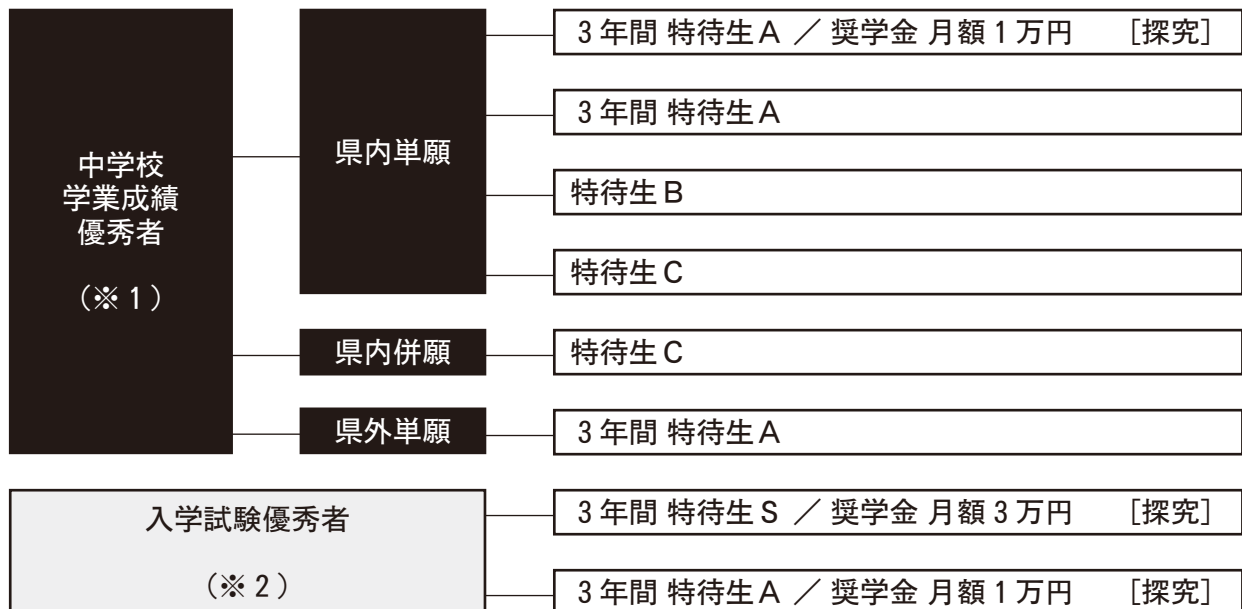 中学校
学業成績
優秀者
(※1)
県内単願
3年間 特待生A / 奨学金 月額1万円 [探究]
3年間 特待生A
特待生B
特待生C
県内併願
特待生C
県外単願
3年間 特待生A
入学試験優秀者
(※2)
3年間 特待生S / 奨学金 月額3万円 [探究]
3年間 特待生A / 奨学金 月額1万円 [探究]